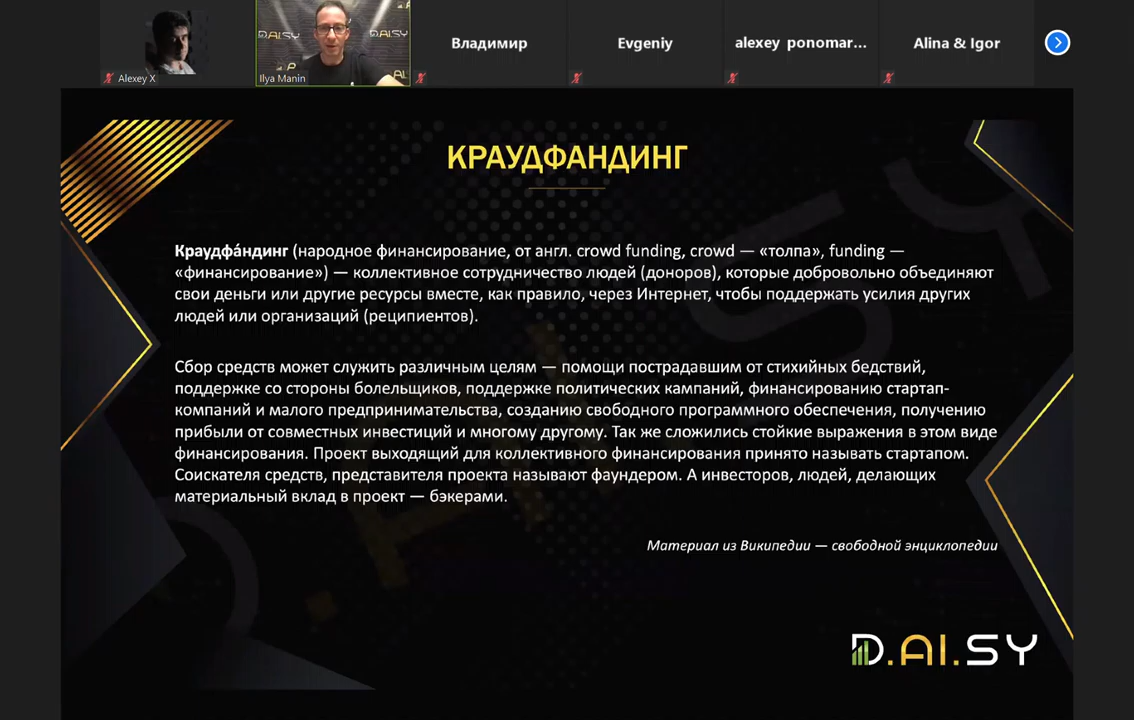 Alexey X
Ilya Manin
Владимир
Evgeniy
alexey ponomar...
Alina & Igor
D.AI.SY
D.AI.SY
КРАУДФАНДИНГ
Краудфа́ндинг (народное финансирование, от англ. crowd funding, crowd — «толпа», funding —
«финансирование») — коллективное сотрудничество людей (доноров), которые добровольно объединяют
свои деньги или другие ресурсы вместе, как правило, через Интернет, чтобы поддержать усилия других
людей или организаций (реципиентов).
Сбор средств может служить различным целям — помощи пострадавшим от стихийных бедствий,
поддержке со стороны болельщиков, поддержке политических кампаний, финансированию стартап-
компаний и малого предпринимательства, созданию свободного программного обеспечения, получению
прибыли от совместных инвестиций и многому другому. Так же сложились стойкие выражения в этом виде
финансирования. Проект выходящий для коллективного финансирования принято называть стартапом.
Соискателя средств, представителя проекта называют фаундером. А инвесторов, людей, делающих
материальный вклад в проект — бэкерами.
Материал из Википедии — свободной энциклопедии
D.AI.SY